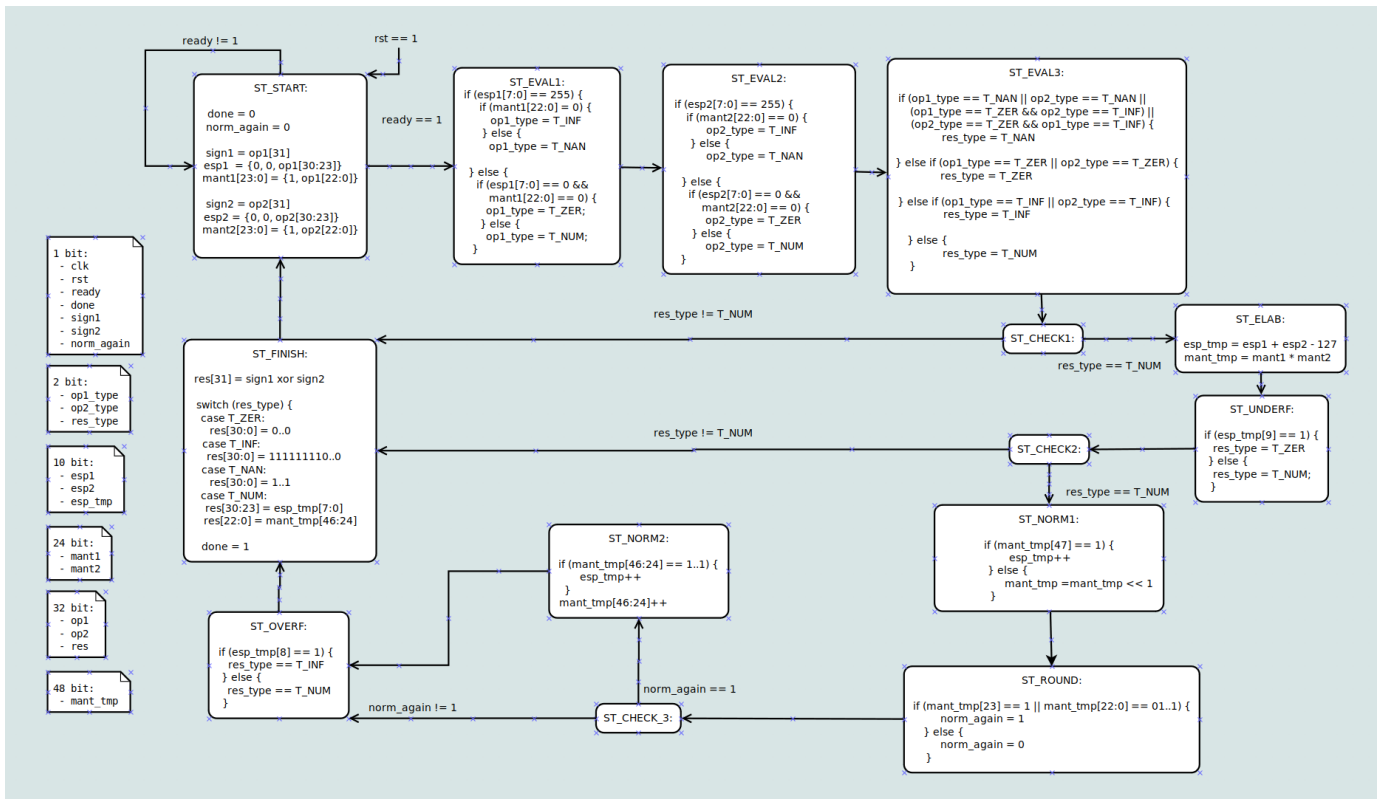 ready != 1
rst == 1
ST_START:
done = 0
norm_again = 0
sign1 = op1[31]
esp1 = {0, 0, op1[30:23]}
mant1[23:0] = {1, op1[22:0]}
sign2 = op2[31]
esp2 = {0, 0, op2[30:23]}
mant2[23:0] = {1, op2[22:0]}
ready == 1
ST_EVAL1:
if (esp1[7:0] == 255) {
if (mant1[22:0] = 0) {
op1_type = T_INF
} else {
op1_type = T_NAN
} else {
if (esp1[7:0] == 0 &&
mant1[22:0] == 0) {
op1_type = T_ZER;
} else {
op1_type = T_NUM;
}
ST_EVAL2:
if (esp2[7:0] == 255) {
if (mant2[22:0] == 0) {
op2_type = T_INF
} else {
op2_type = T_NAN
} else {
if (esp2[7:0] == 0 &&
mant2[22:0] == 0) {
op2_type = T_ZER
} else {
op2_type = T_NUM
}
ST_EVAL3:
if (op1_type == T_NAN || op2_type == T_NAN ||
(op1_type == T_ZER && op2_type == T_INF) ||
(op2_type == T_ZER && op1_type == T_INF) {
res_type = T_NAN
} else if (op1_type == T_ZER || op2_type == T_ZER) {
res_type = T_ZER
} else if (op1_type == T_INF || op2_type == T_INF) {
res_type = T_INF
} else {
res_type = T_NUM
}
1 bit:
- clk
- rst
- ready
- done
- sign1
- sign2
- norm_again
2 bit:
- op1_type
- op2_type
- res_type
10 bit:
- esp1
- esp2
- esp_tmp
24 bit:
- mant1
- mant2
32 bit:
- op1
- op2
- res
48 bit:
- mant_tmp
res_type != T_NUM
ST_CHECK1:
res_type == T_NUM
ST_ELAB:
esp_tmp = esp1 + esp2 - 127
mant_tmp = mant1 * mant2
ST_UNDERF:
if (esp_tmp[9] == 1) {
res_type = T_ZER
} else {
res_type = T_NUM;
}
res_type != T_NUM
ST_CHECK2:
res_type == T_NUM
ST_FINISH:
res[31] = sign1 xor sign2
switch (res_type) {
case T_ZER:
res[30:0] = 0..0
case T_INF:
res[30:0] = 111111110..0
case T_NAN:
res[30:0] = 1..1
case T_NUM:
res[30:23] = esp_tmp[7:0]
res[22:0] = mant_tmp[46:24]
done = 1
ST_NORM1:
if (mant_tmp[47] == 1) {
esp_tmp++
} else {
mant_tmp =mant_tmp << 1
}
ST_NORM2:
if (mant_tmp[46:24] == 1..1) {
esp_tmp++
}
mant_tmp[46:24]++
ST_OVERF:
if (esp_tmp[8] == 1) {
res_type == T_INF
} else {
res_type == T_NUM
}
norm_again == 1
norm_again != 1
ST_CHECK_3:
ST_ROUND:
if (mant_tmp[23] == 1 || mant_tmp[22:0] == 01..1) {
norm_again = 1
} else {
norm_again = 0
}